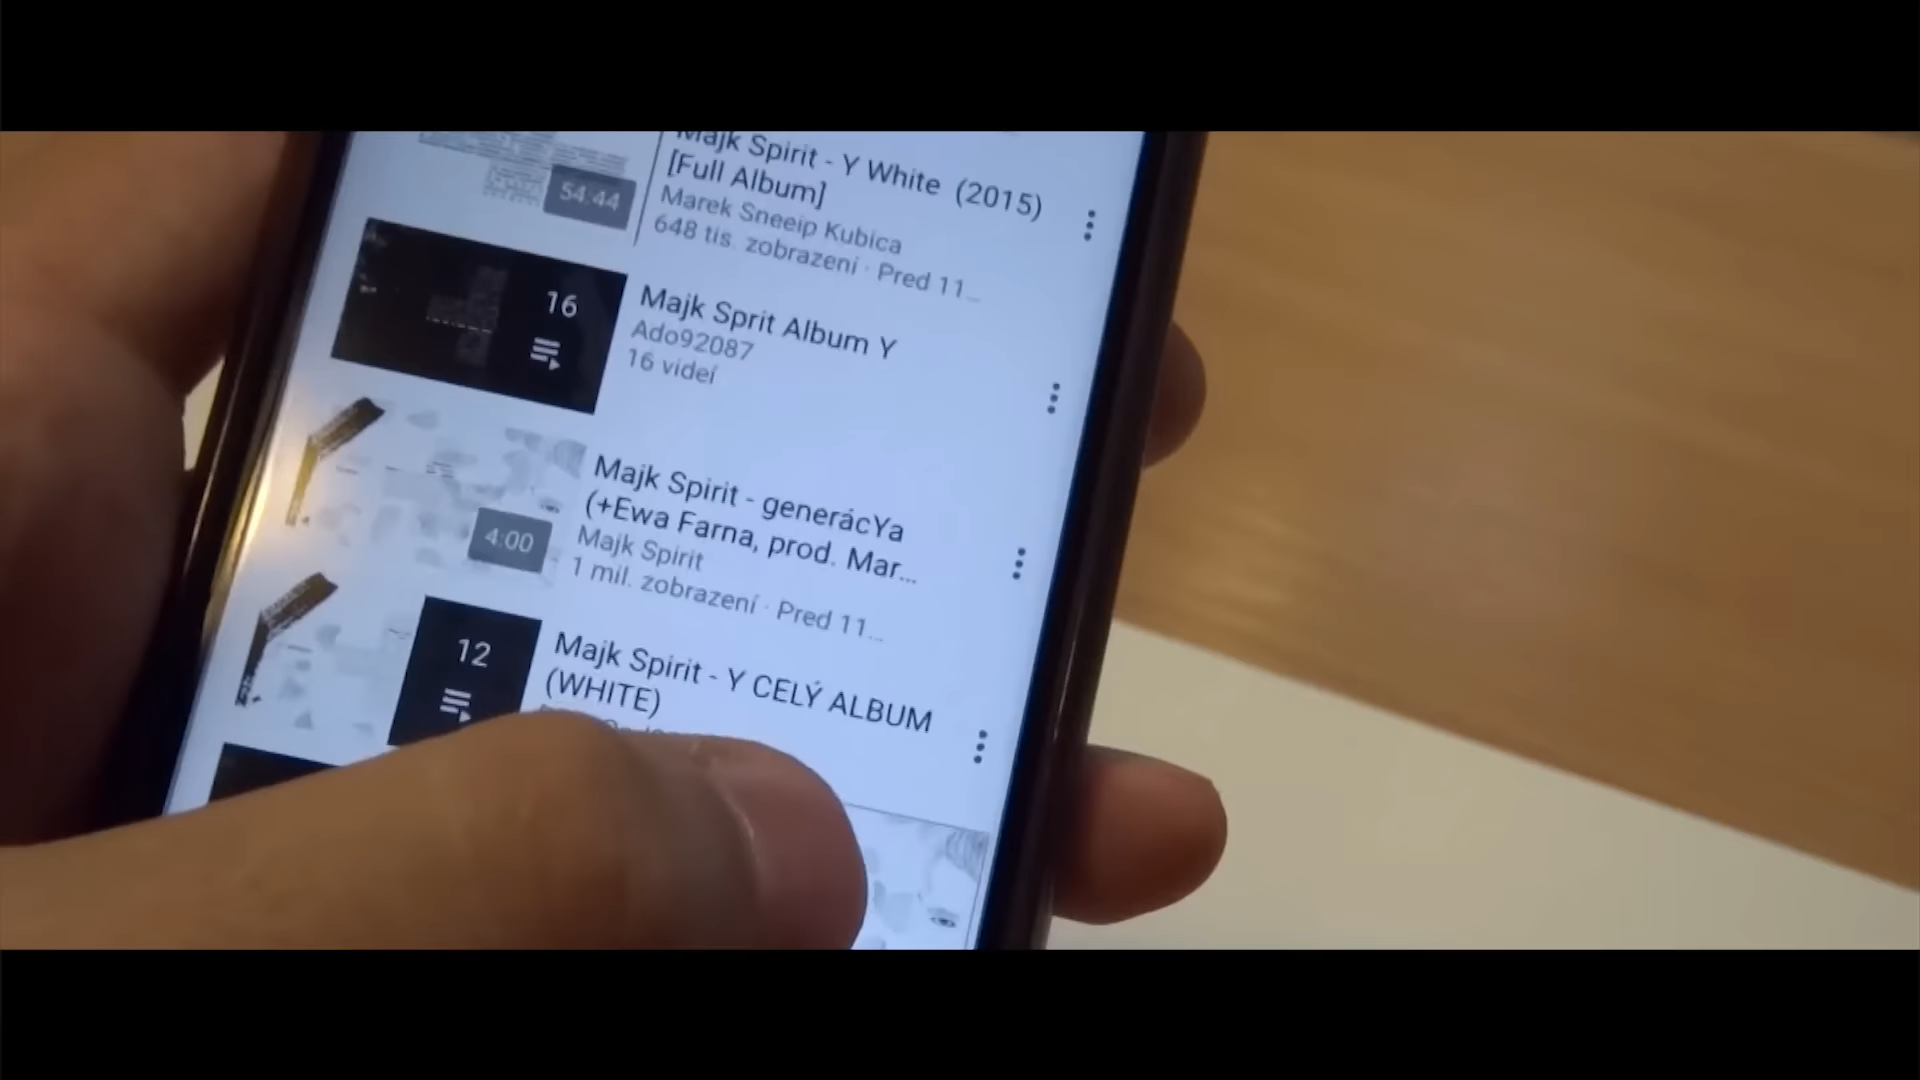 Majk Spirit - Y White (2015)
[Full Album]
Marek Sneeip Kubica
648 tis. zobrazení · Pred 11...
54:44
Majk Sprit Album Y
Ado92087
16 videí
16
Majk Spirit - generácYa
(+Ewa Farna, prod. Mar...
Majk Spirit
1 mil. zobrazení · Pred 11...
4:00
Majk Spirit - Y CELÝ ALBUM
(WHITE)
12